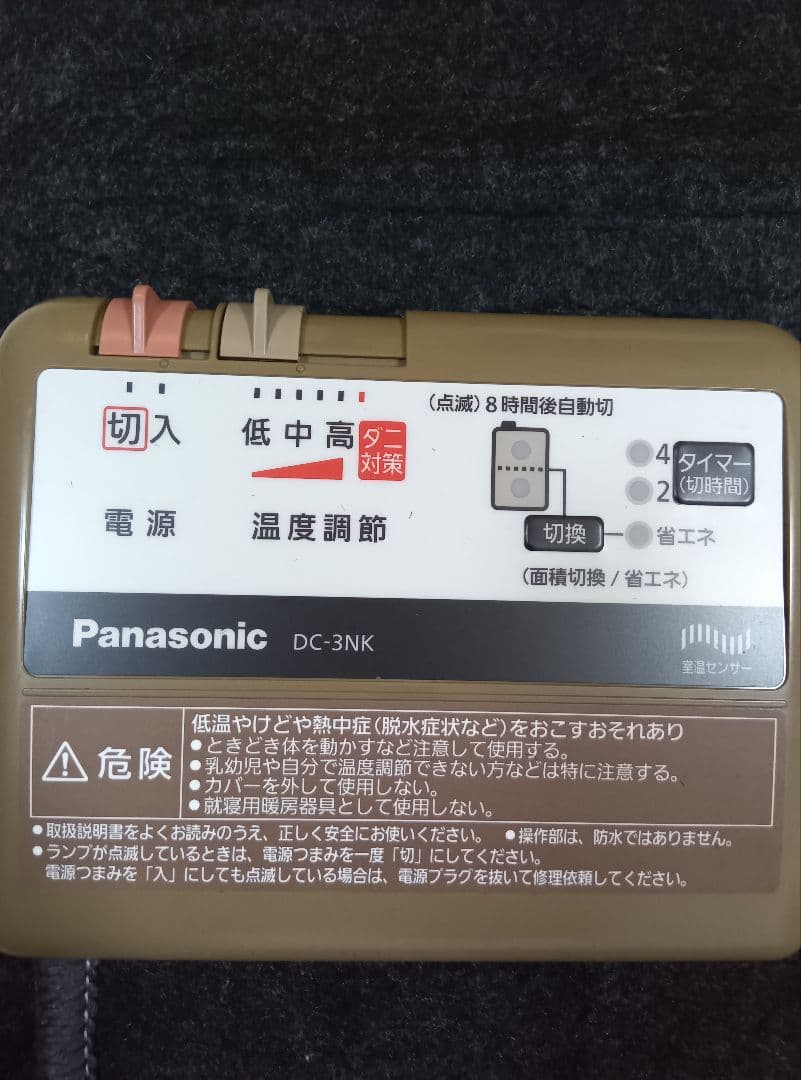 (点滅) 8時間後自動切
切 入
低 中 高
ダニ
対策
4
2
タイマー
(切時間)
電源
温度調節
切換
省エネ
(面積切換 / 省エネ)
Panasonic DC-3NK
室温センサー
危険
低温やけどや熱中症(脱水症状など)をおこすおそれあり
●ときどき体を動かすなど注意して使用する。
●乳幼児や自分で温度調節できない方などは特に注意する。
●カバーを外して使用しない。
●就寝用暖房器具として使用しない。
●取扱説明書をよくお読みのうえ、正しく安全にお使いください。 ●操作部は、防水ではありません。
●ランプが点滅しているときは、電源つまみを一度「切」にしてください。
電源つまみを「入」にしても点滅している場合は、電源プラグを抜いて修理依頼してください。